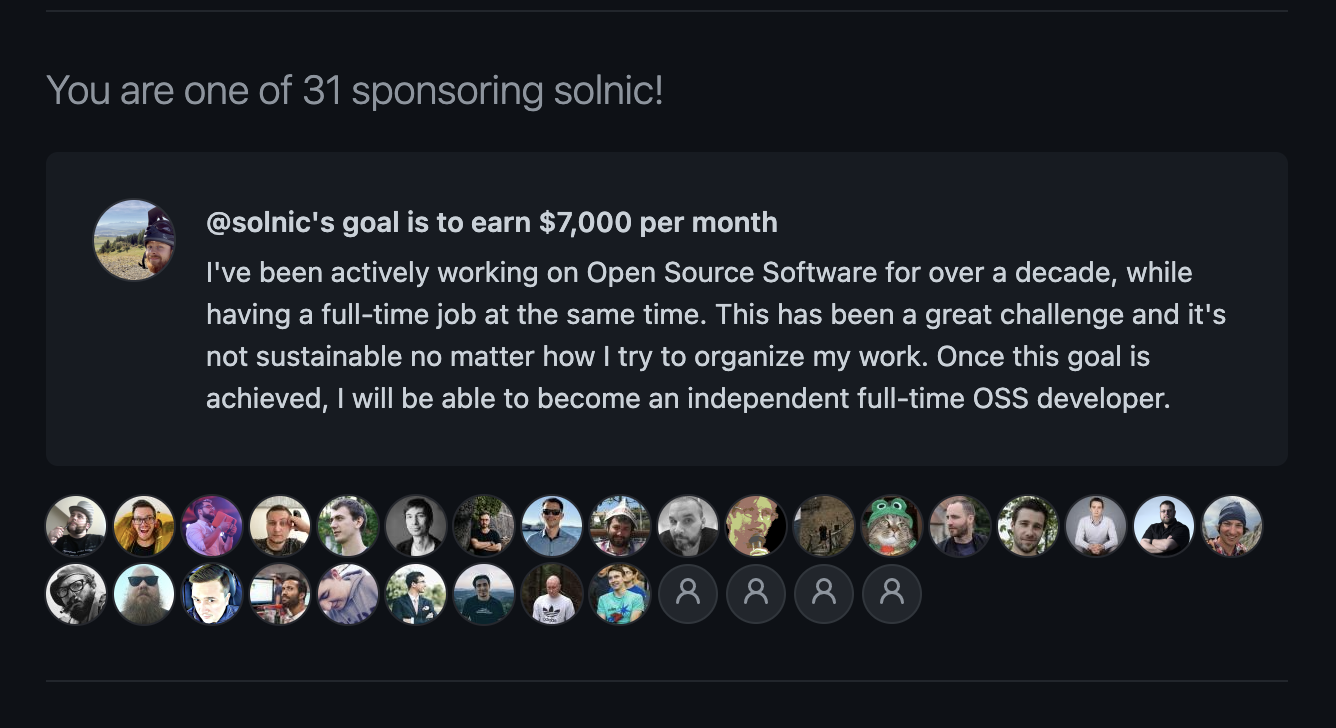 You are one of 31 sponsoring solnic!
@solnic's goal is to earn $7,000 per month
I've been actively working on Open Source Software for over a decade, while
having a full-time job at the same time. This has been a great challenge and it's
not sustainable no matter how I try to organize my work. Once this goal is
achieved, I will be able to become an independent full-time OSS developer.